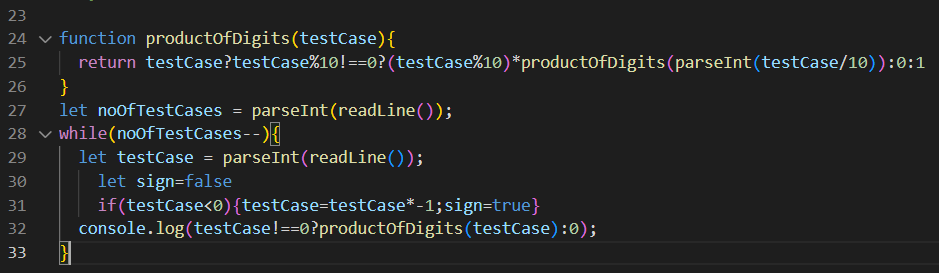 23
24 function productOfDigits(testCase){
25 return testCase?testCase%10!==0?(testCase%10)*productOfDigits(parseInt(testCase/10)):0:1
26 }
27 let noOfTestCases = parseInt(readLine());
28 while(noOfTestCases--){
29 let testCase = parseInt(readLine());
30 let sign=false
31 if(testCase<0){testCase=testCase*-1;sign=true}
32 console.log(testCase!==0?productOfDigits(testCase):0);
33 }